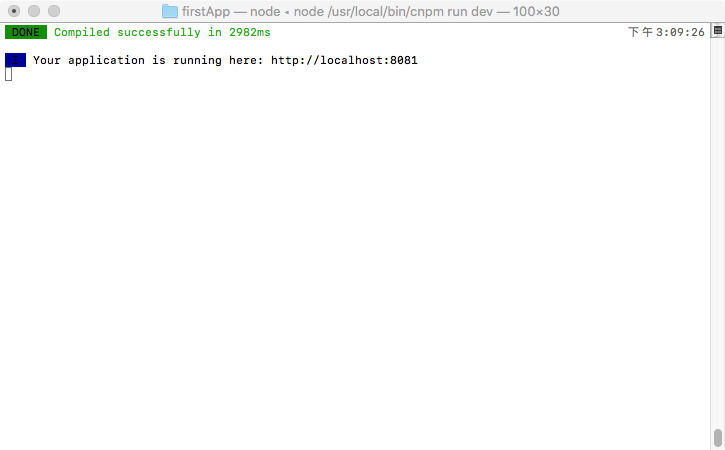 firstApp — node ◂ node /usr/local/bin/cnpm run dev — 100×30
DONE Compiled successfully in 2982ms 下午3:09:26
I Your application is running here: http://localhost:8081